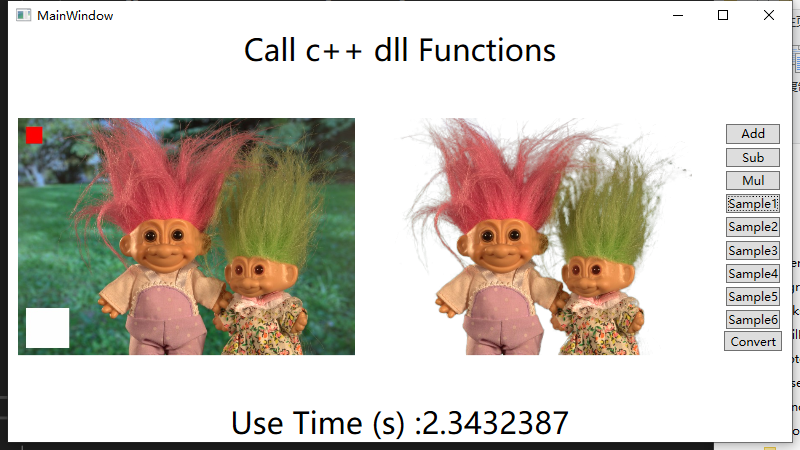 MainWindow
Call c++ dll Functions
Add
Sub
Mul
Sample1
Sample2
Sample3
Sample4
Sample5
Sample6
Convert
Use Time (s) :2.3432387